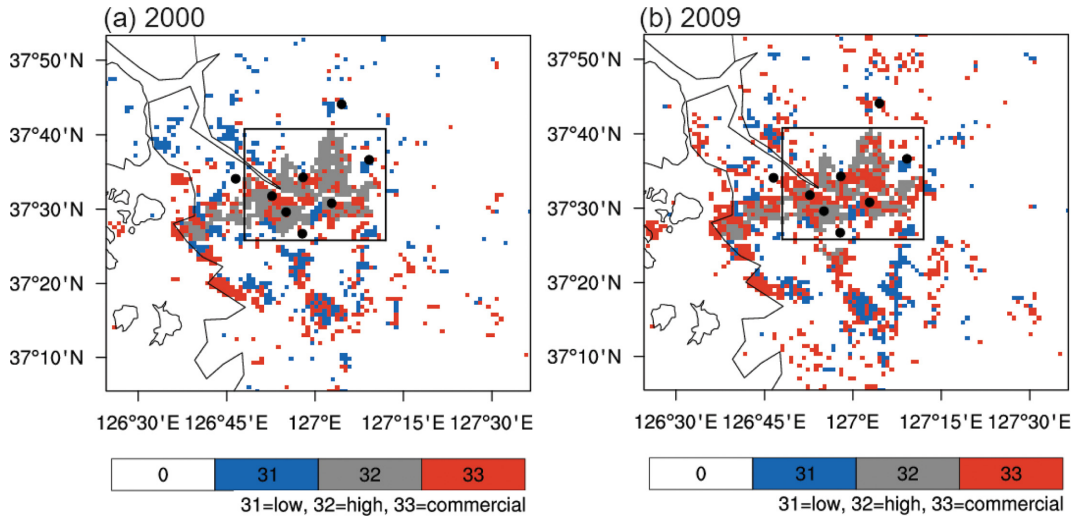 (a) 2000
37°50'N
37°40'N
37°30'N
37°20'N
37°10'N
126°30'E 126°45'E 127°E 127°15'E 127°30'E
0 31 32 33
31=low, 32=high, 33=commercial
(b) 2009
37°50'N
37°40'N
37°30'N
37°20'N
37°10'N
126°30'E 126°45'E 127°E 127°15'E 127°30'E
0 31 32 33
31=low, 32=high, 33=commercial